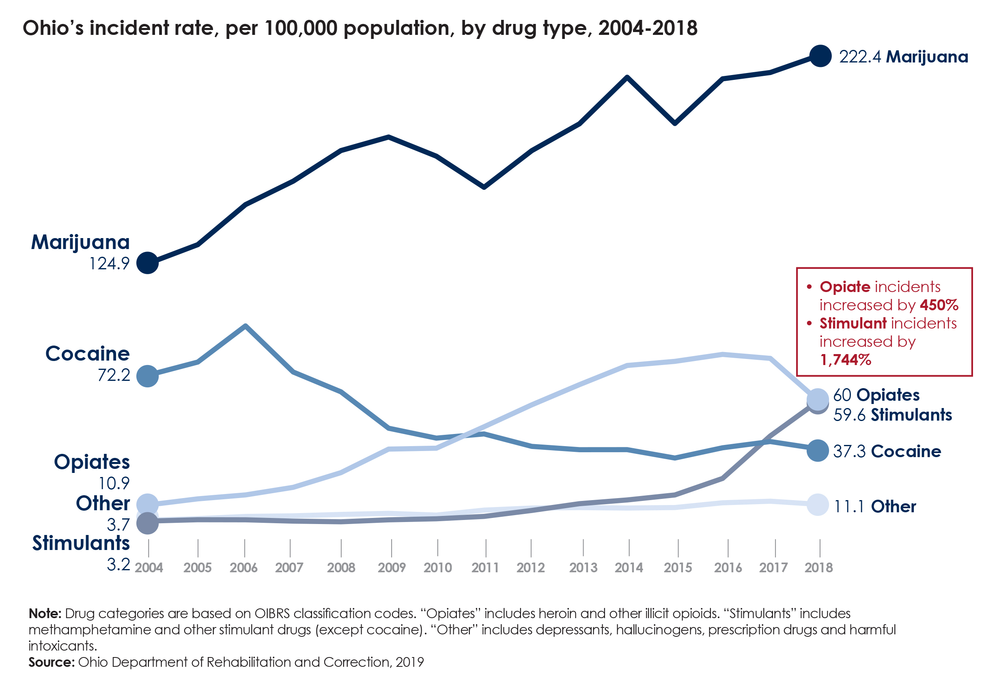 Ohio’s incident rate, per 100,000 population, by drug type, 2004-2018
222.4 Marijuana
Marijuana
124.9
• Opiate incidents
increased by 450%
• Stimulant incidents
increased by
1,744%
Cocaine
72.2
60 Opiates
59.6 Stimulants
37.3 Cocaine
Opiates
10.9
Other
3.7
11.1 Other
Stimulants
3.2
2004 2005 2006 2007 2008 2009 2010 2011 2012 2013 2014 2015 2016 2017 2018
Note: Drug categories are based on OIBRS classification codes. “Opiates” includes heroin and other illicit opioids. “Stimulants” includes
methamphetamine and other stimulant drugs (except cocaine). “Other” includes depressants, hallucinogens, prescription drugs and harmful
intoxicants.
Source: Ohio Department of Rehabilitation and Correction, 2019